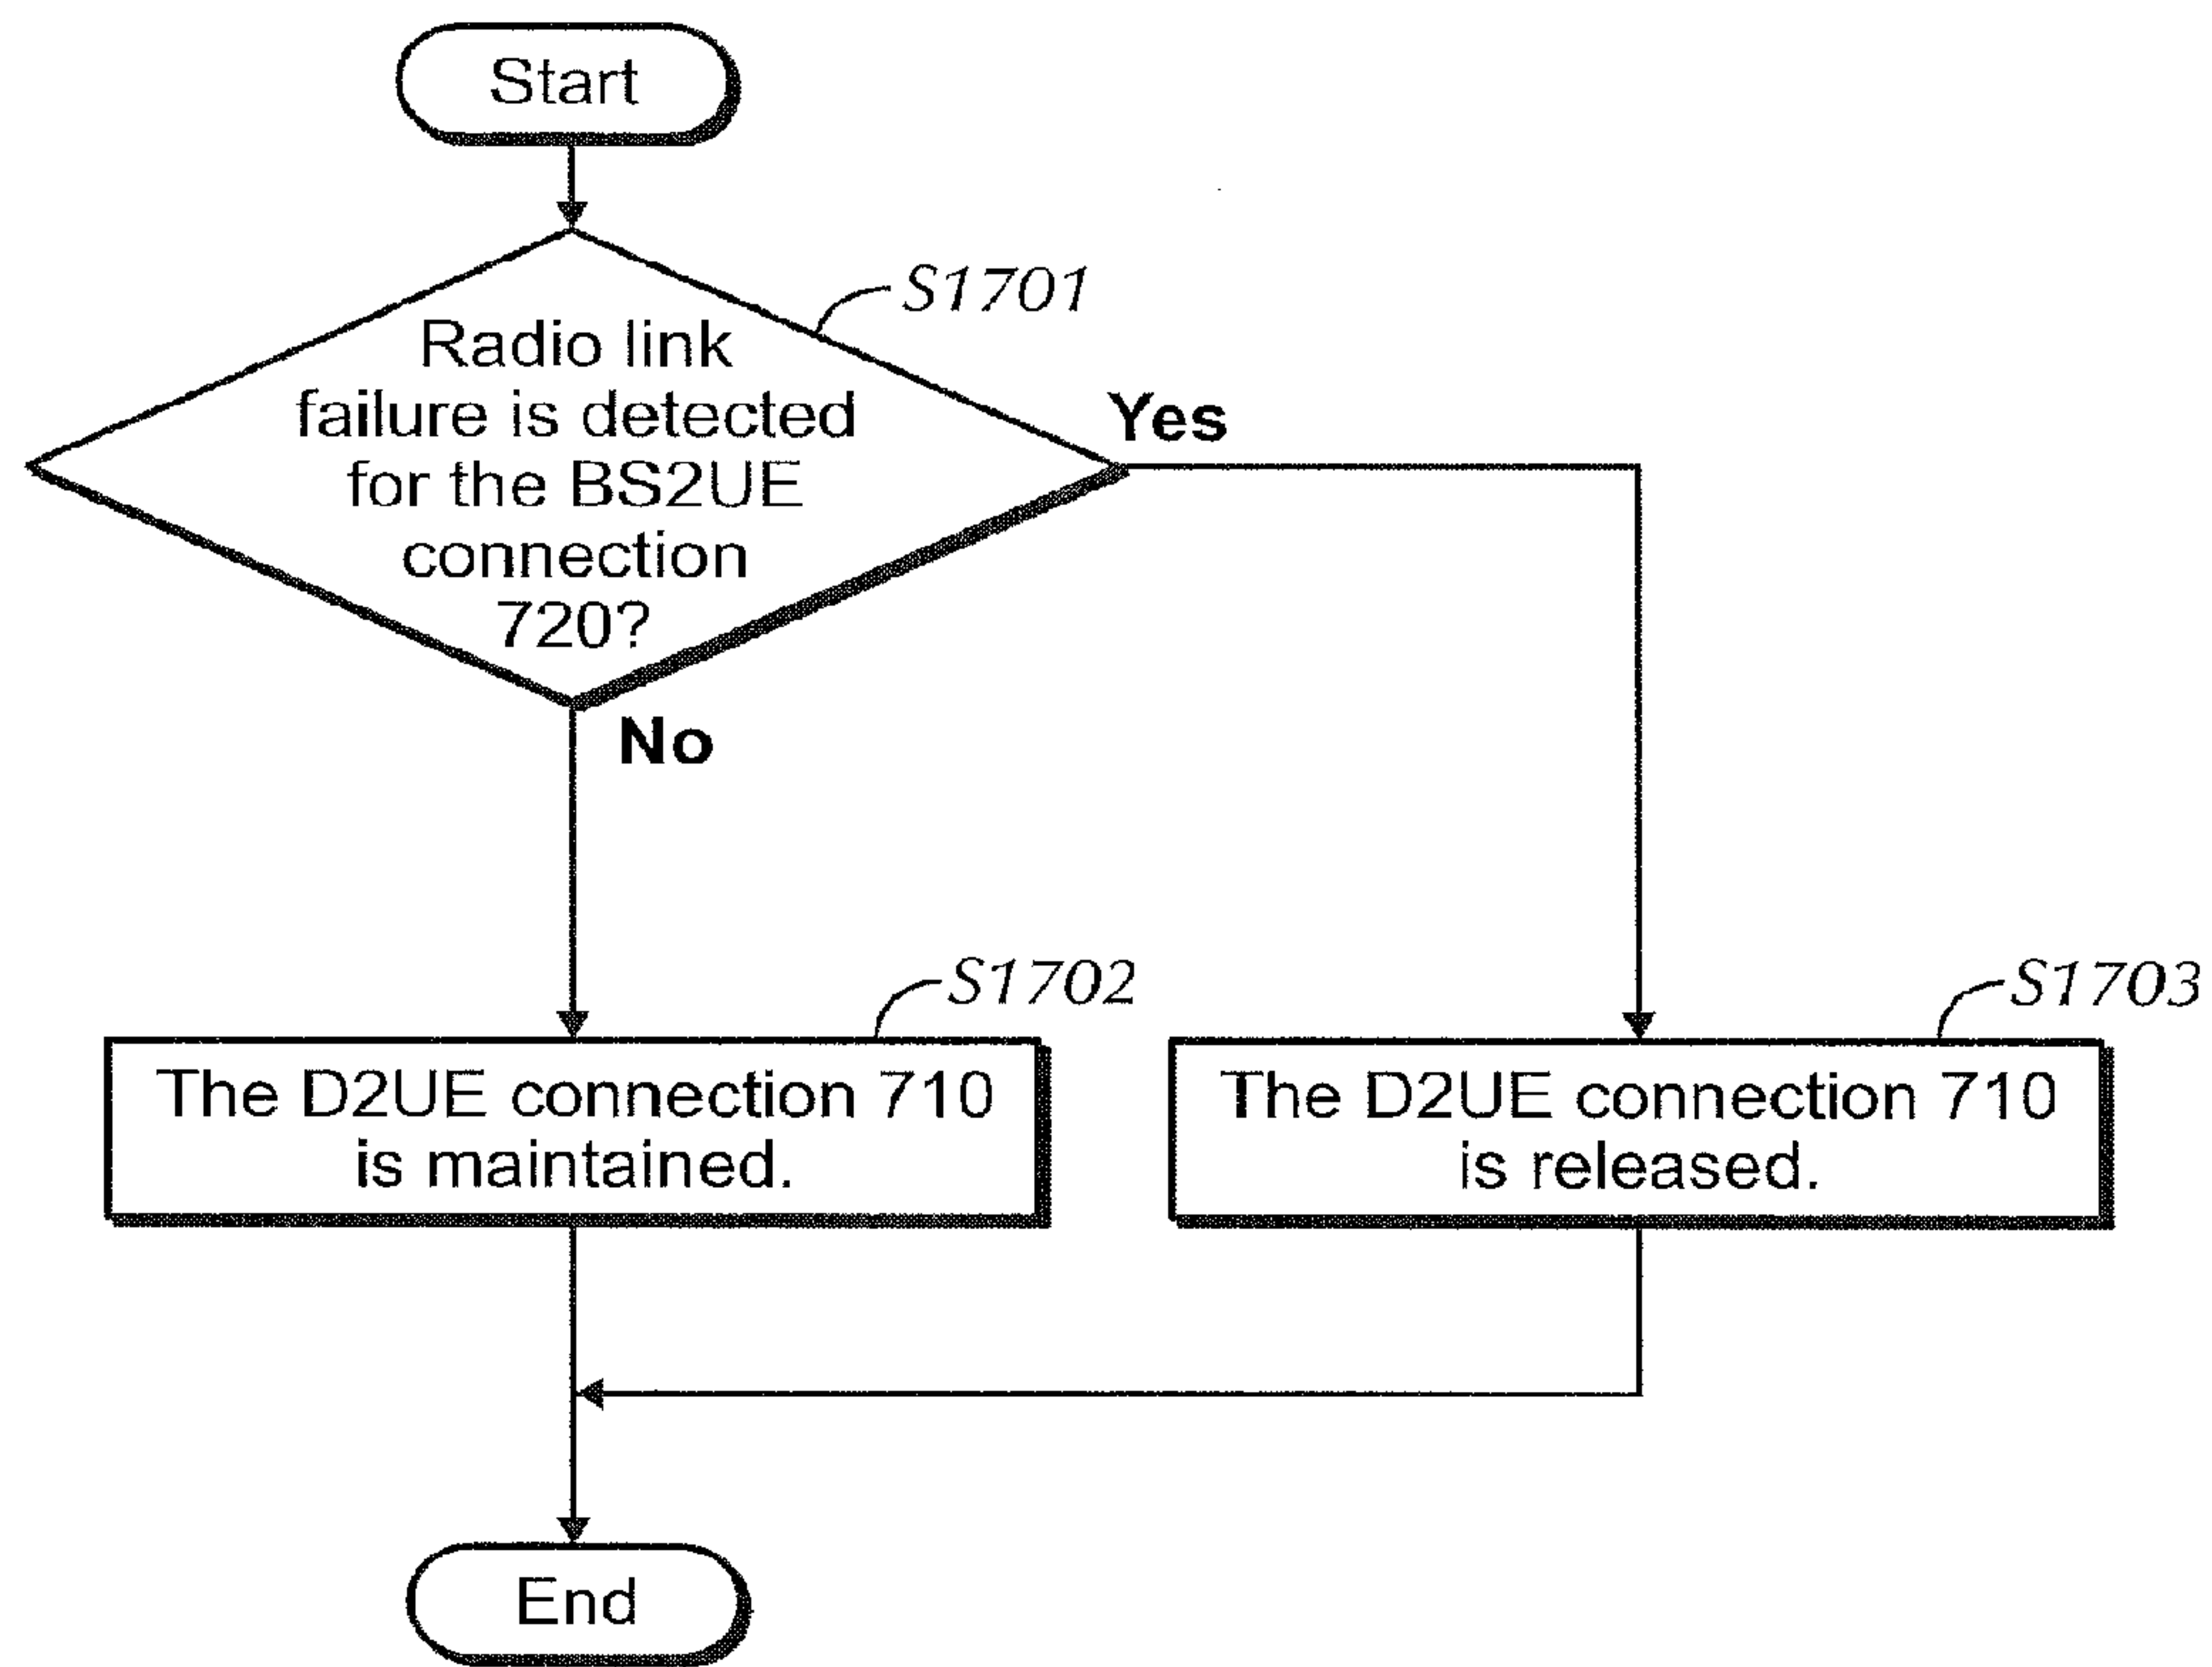 Start
S1701
Radio link
failure is detected
for the BS2UE
connection
720?
Yes
No
S1702
The D2UE connection 710
is maintained.
S1703
The D2UE connection 710
is released.
End